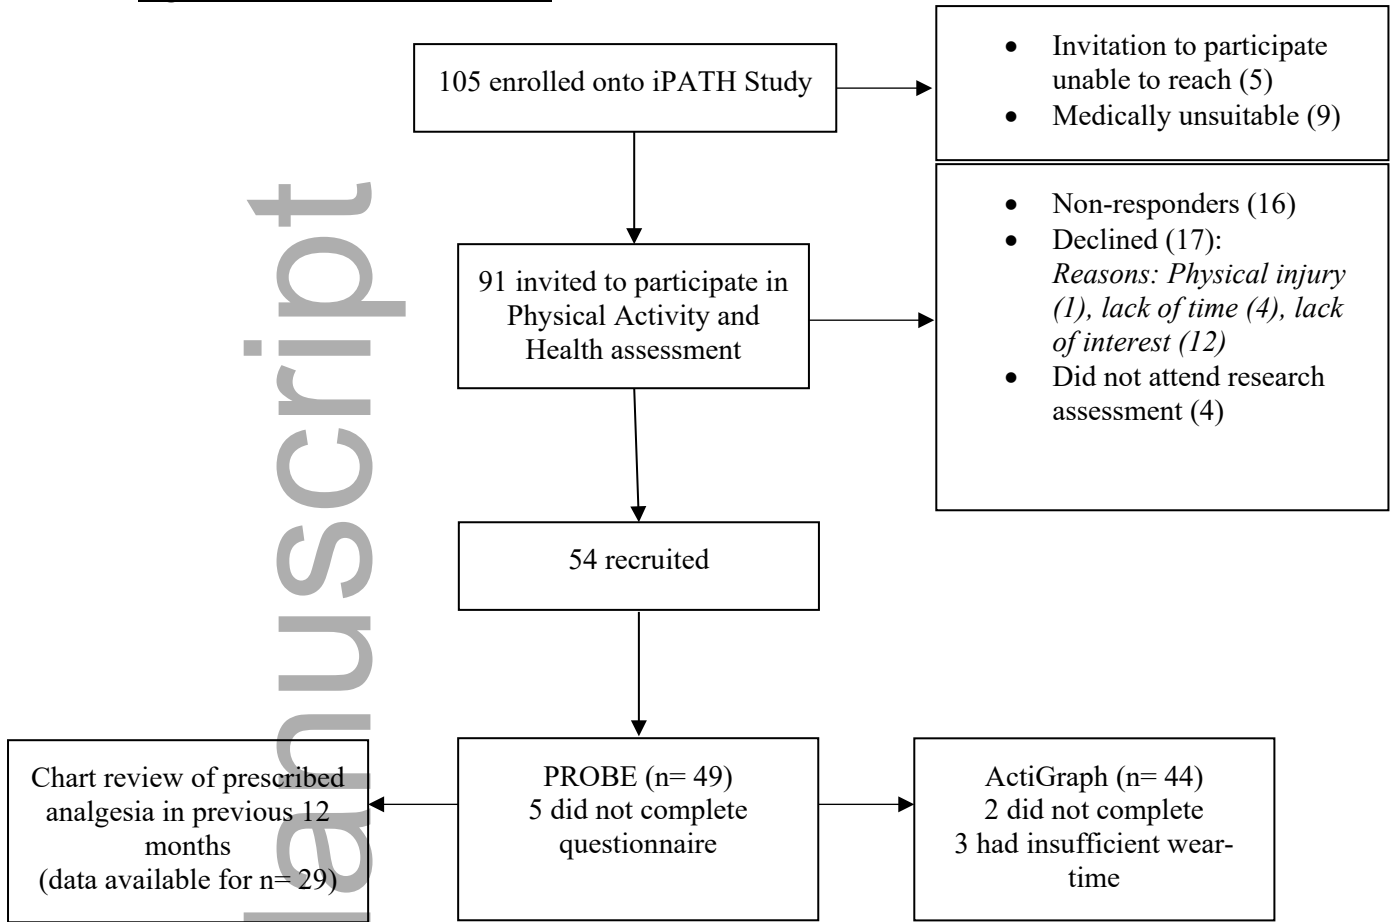 105 enrolled onto iPATH Study
• Invitation to participate
unable to reach (5)
• Medically unsuitable (9)
91 invited to participate in
Physical Activity and
Health assessment
• Non-responders (16)
• Declined (17):
Reasons: Physical injury
(1), lack of time (4), lack
of interest (12)
• Did not attend research
assessment (4)
54 recruited
Chart review of prescribed
analgesia in previous 12
months
(data available for n= 29)
PROBE (n= 49)
5 did not complete
questionnaire
ActiGraph (n= 44)
2 did not complete
3 had insufficient wear-
time
anuscript